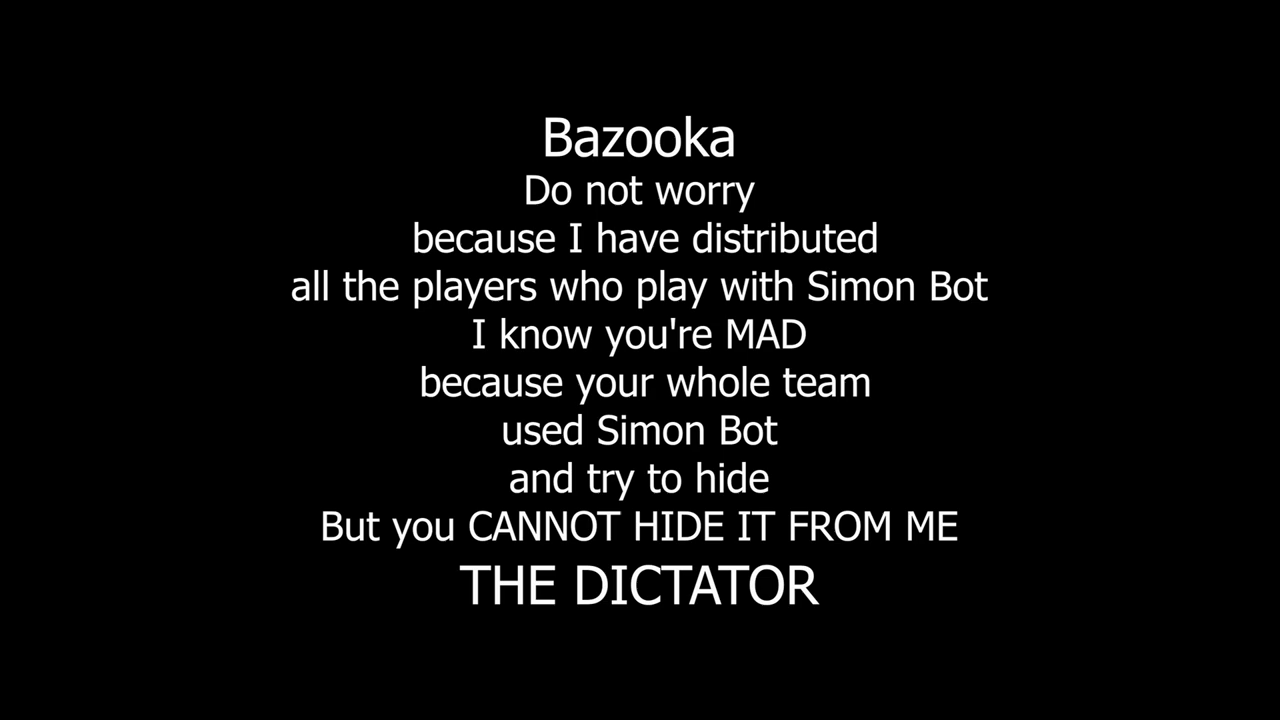 Bazooka
Do not worry
because I have distributed
all the players who play with Simon Bot
I know you're MAD
because your whole team
used Simon Bot
and try to hide
But you CANNOT HIDE IT FROM ME
THE DICTATOR